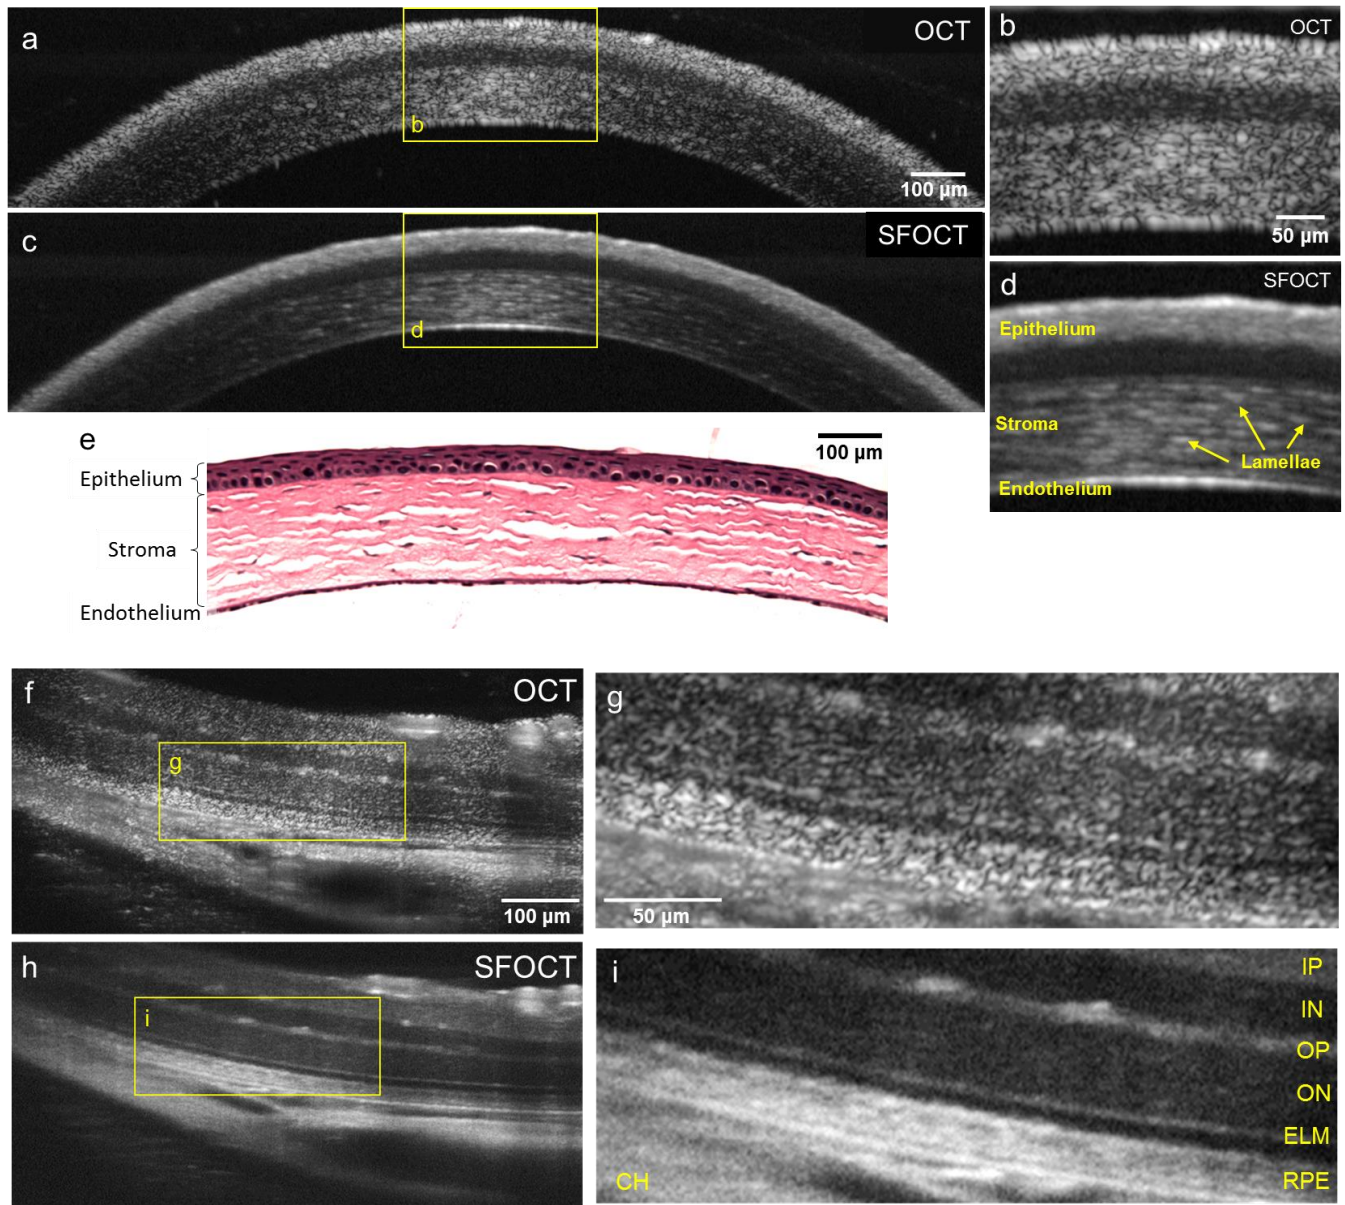 a
OCT
b
100 µm
b
OCT
50 µm
c
SFOCT
d
d
SFOCT
Epithelium
Stroma
Lamellae
Endothelium
e
100 µm
Epithelium
Stroma
Endothelium
f
OCT
g
100 µm
g
50 µm
h
SFOCT
i
i
IP
IN
OP
ON
ELM
RPE
CH